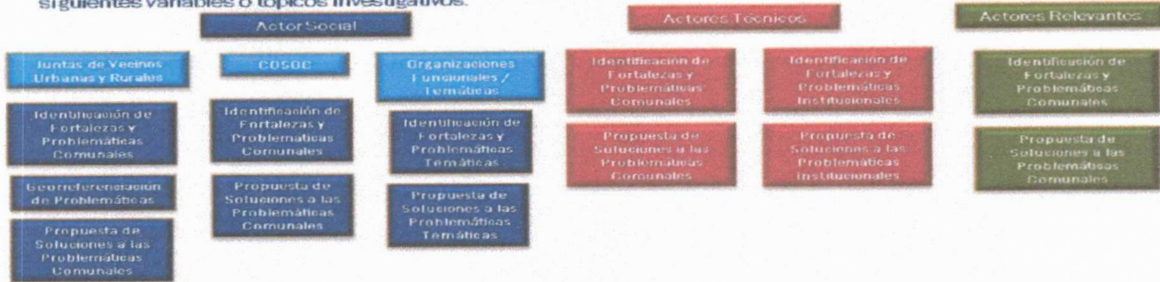 siguientes variables o tópicos investigativos.
Actor Social
Juntas de Vecinos
Urbanas y Rurales
Identificación de
Fortalezas y
Problemáticas
Comunales
Georreferenciación
de Problemáticas
Propuesta de
Soluciones a las
Problemáticas
Comunales
COSOC
Identificación de
Fortalezas y
Problemáticas
Comunales
Propuesta de
Soluciones a las
Problemáticas
Comunales
Organizaciones
Funcionales /
Temáticas
Identificación de
Fortalezas y
Problemáticas
Temáticas
Propuesta de
Soluciones a las
Problemáticas
Temáticas
Actores Técnicos
Identificación de
Fortalezas y
Problemáticas
Comunales
Propuesta de
Soluciones a las
Problemáticas
Comunales
Identificación de
Fortalezas y
Problemáticas
Institucionales
Propuesta de
Soluciones a las
Problemáticas
Institucionales
Actores Relevantes
Identificación de
Fortalezas y
Problemáticas
Comunales
Propuesta de
Soluciones a las
Problemáticas
Comunales